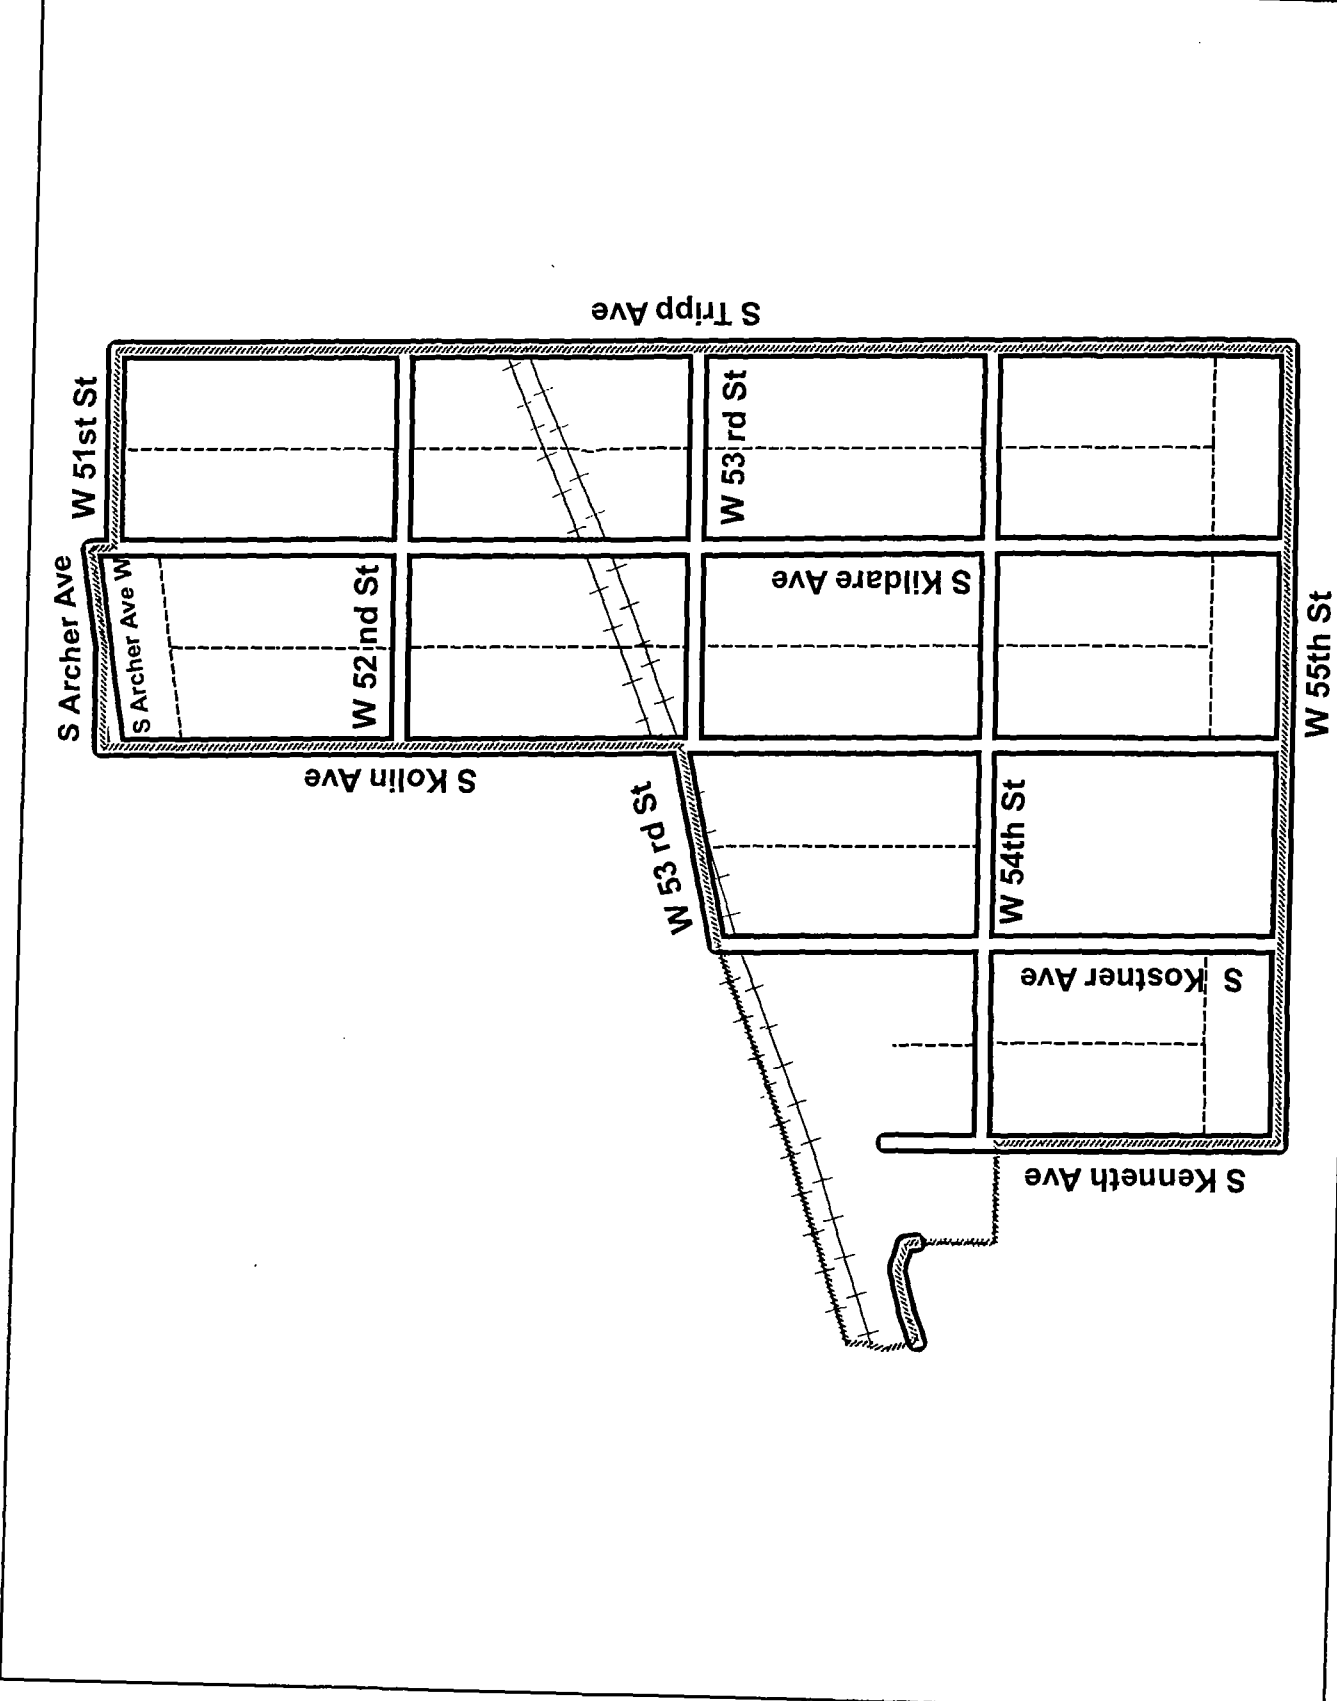 S Archer Ave
W 51st St
S Tripp Ave
S Archer Ave W
W 52 nd St
S Kolin Ave
W 53 rd St
S Kildare Ave
W 53 rd St
W 54th St
S Kostner Ave
S Kenneth Ave
W 55th St